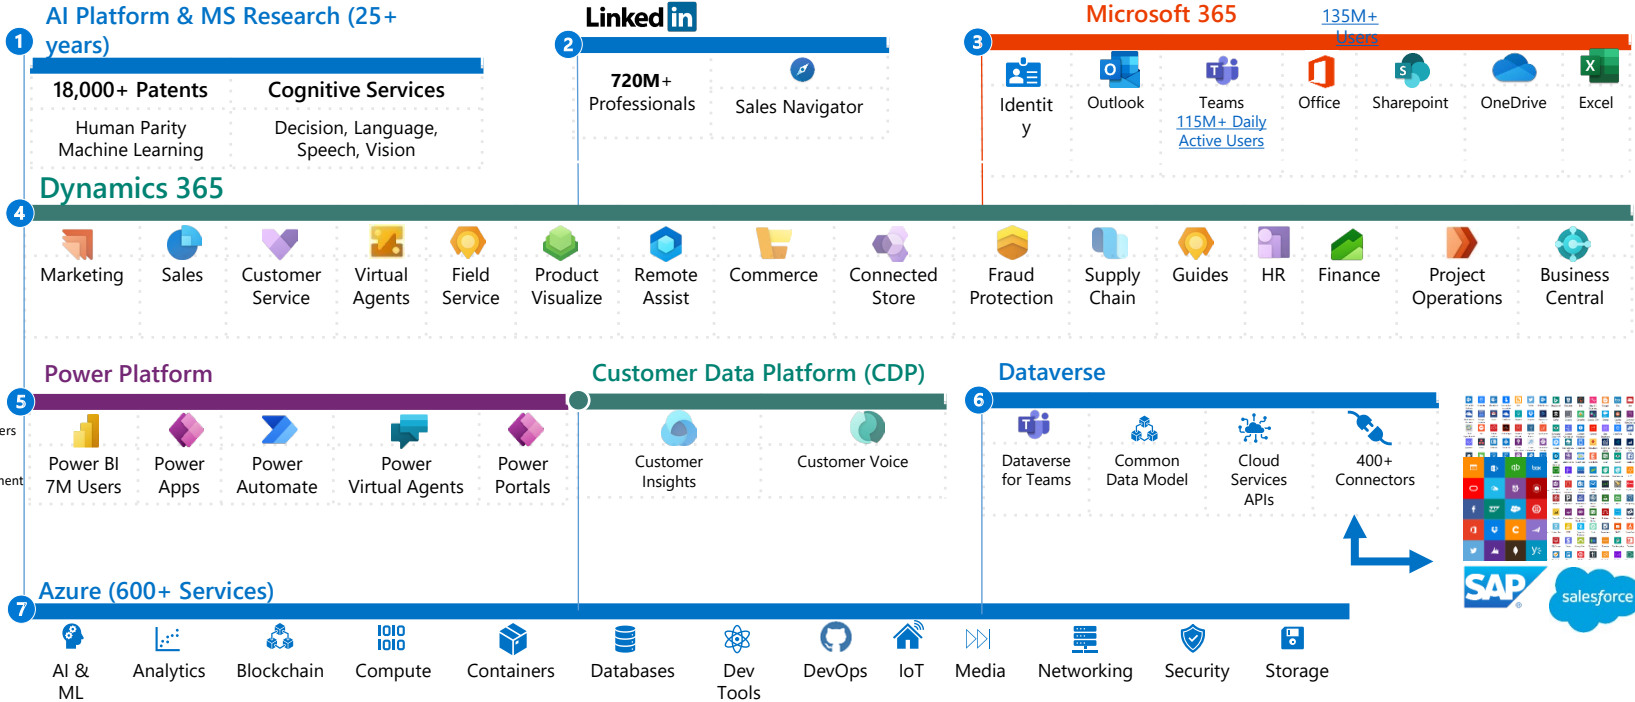 AI Platform & MS Research (25+
years)
1
18,000+ Patents
Human Parity
Machine Learning
Cognitive Services
Decision, Language,
Speech, Vision
Linked in
2
720M+
Professionals
Sales Navigator
Microsoft 365
135M+
Users
3
Identit
y
Outlook
Teams
115M+ Daily
Active Users
Office
Sharepoint
OneDrive
Excel
Dynamics 365
4
Marketing
Sales
Customer
Service
Virtual
Agents
Field
Service
Product
Visualize
Remote
Assist
Commerce
Connected
Store
Fraud
Protection
Supply
Chain
Guides
HR
Finance
Project
Operations
Business
Central
Power Platform
5
ers
ment
Power BI
7M Users
Power
Apps
Power
Automate
Power
Virtual Agents
Power
Portals
Customer Data Platform (CDP)
Customer
Insights
Customer Voice
Dataverse
6
Dataverse
for Teams
Common
Data Model
Cloud
Services
APIs
400+
Connectors
SAP
salesforce
Azure (600+ Services)
7
AI &
ML
Analytics
Blockchain
Compute
Containers
Databases
Dev
Tools
DevOps
IoT
Media
Networking
Security
Storage